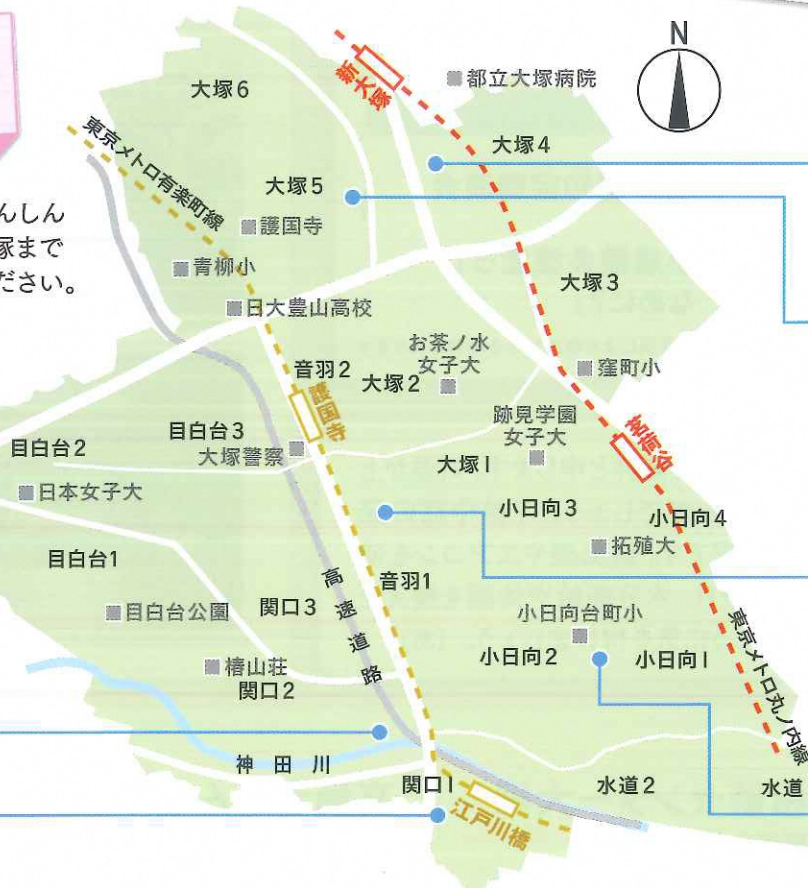 N
新大塚
都立大塚病院
大塚6
大塚4
東京メトロ有楽町線
大塚5
んしん
塚まで
ださい。
護国寺
青柳小
大塚3
日大豊山高校
お茶ノ水
女子大
音羽2
大塚2
窪町小
護国寺
跡見学園
女子大
茗荷谷
目白台3
目白台2
大塚警察
大塚1
日本女子大
小日向3
小日向4
拓殖大
目白台1
音羽1
高速道路
目白台公園
関口3
小日向台町小
小日向2
小日向1
東京メトロ丸ノ内線
椿山荘
関口2
神田川
関口1
水道2
水道
江戸川橋